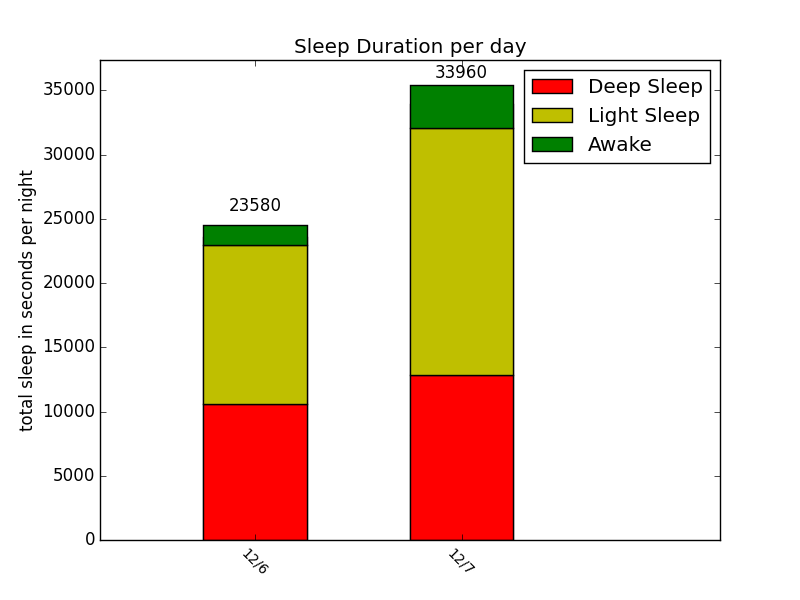 Sleep Duration per day
33960
23580
Deep Sleep
Light Sleep
Awake
total sleep in seconds per night
35000
30000
25000
20000
15000
10000
5000
0
12/6
12/7